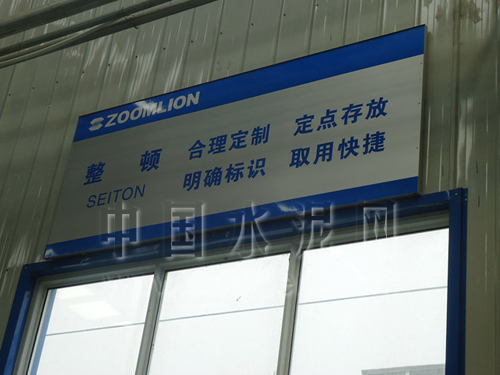 ZOOMLION
整 顿 合理定制 定点存放
SEITON 明确标识 取用快捷
中国水泥网